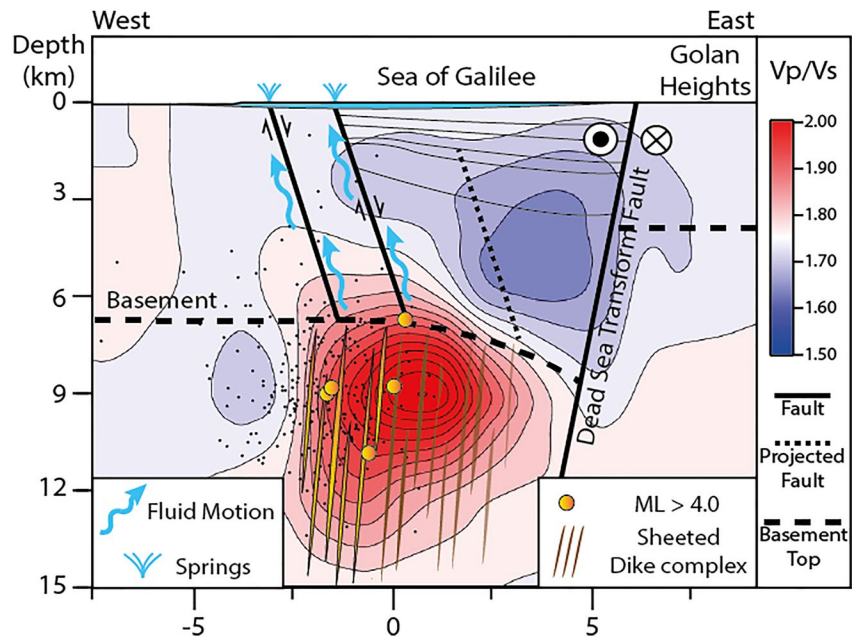 West
East
Depth
(km)
Sea of Galilee
Golan
Heights
Vp/Vs
0
3
6
9
12
15
2.00
1.90
1.80
1.70
1.60
1.50
Basement
Dead Sea Transform Fault
Fault
Projected
Fault
Basement
Top
Fluid Motion
Springs
ML > 4.0
Sheeted
Dike complex
-5
0
5